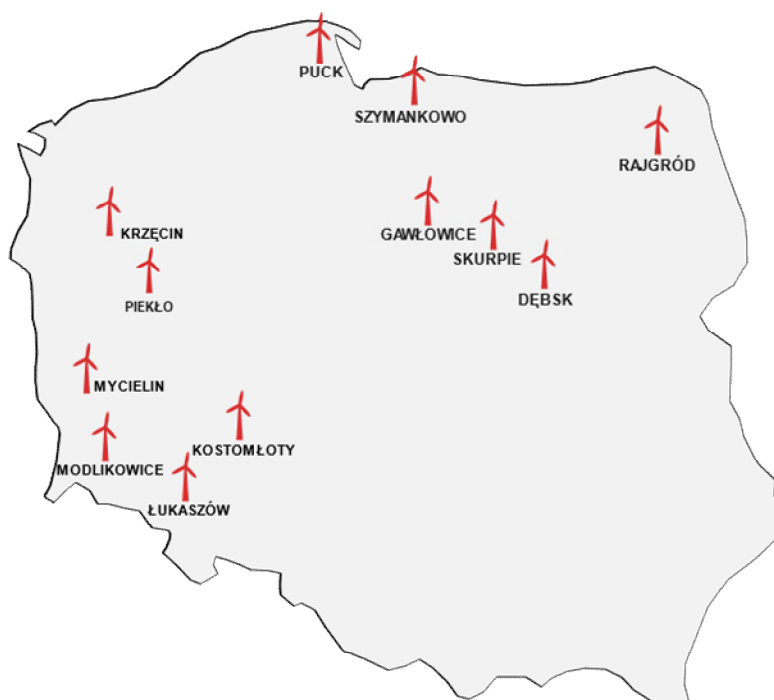 PUCK
SZYMANKOWO
RAJGRÓD
KRZĘCIN
GAWŁOWICE
SKURPIE
DĘBSK
PIEKŁO
MYCIELIN
KOSTOMŁOTY
MODLIKOWICE
ŁUKASZÓW